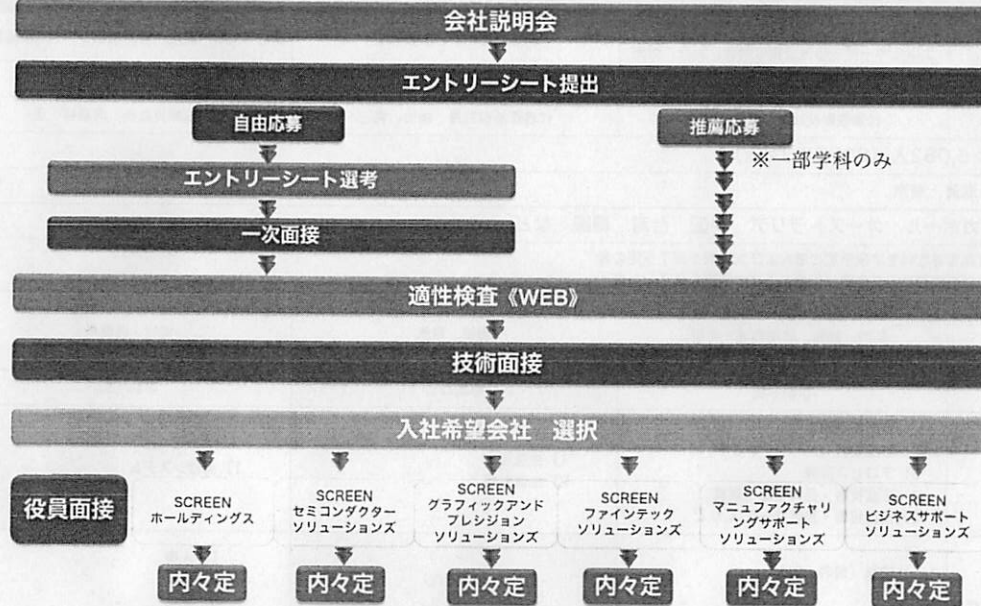 会社説明会
エントリーシート提出
自由応募
推薦応募
※一部学科のみ
エントリーシート選考
一次面接
適性検査《WEB》
技術面接
入社希望会社 選択
役員面接
SCREEN
ホールディングス
SCREEN
セミコンダクター
ソリューションズ
SCREEN
グラフィックアンド
プレシジョン
ソリューションズ
SCREEN
ファインテック
ソリューションズ
SCREEN
マニュファクチャリ
ングサポート
ソリューションズ
SCREEN
ビジネスサポート
ソリューションズ
内々定
内々定
内々定
内々定
内々定
内々定